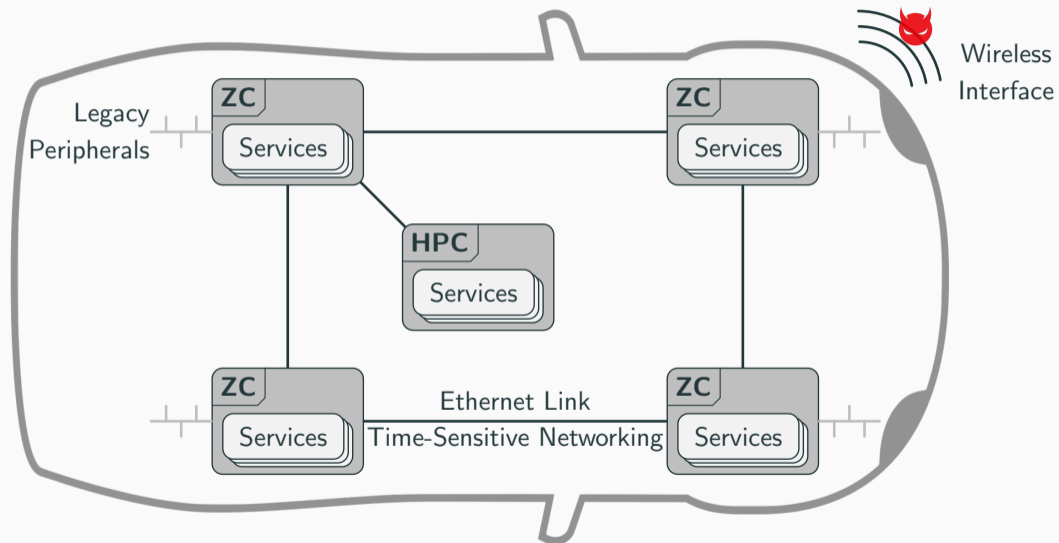 Wireless
Interface
Legacy
Peripherals
ZC
Services
ZC
Services
HPC
Services
ZC
Services
Ethernet Link
Time-Sensitive Networking
ZC
Services